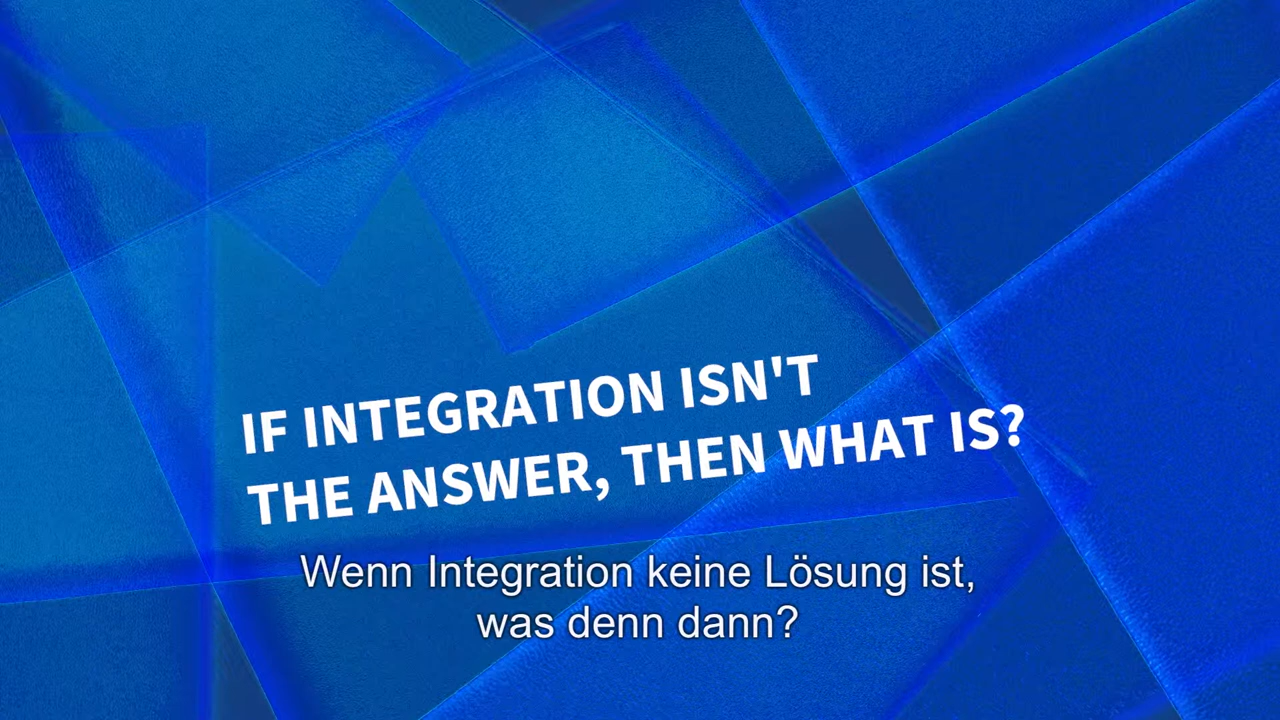 IF INTEGRATION ISN'T
THE ANSWER, THEN WHAT IS?
Wenn Integration keine Lösung ist,
was denn dann?